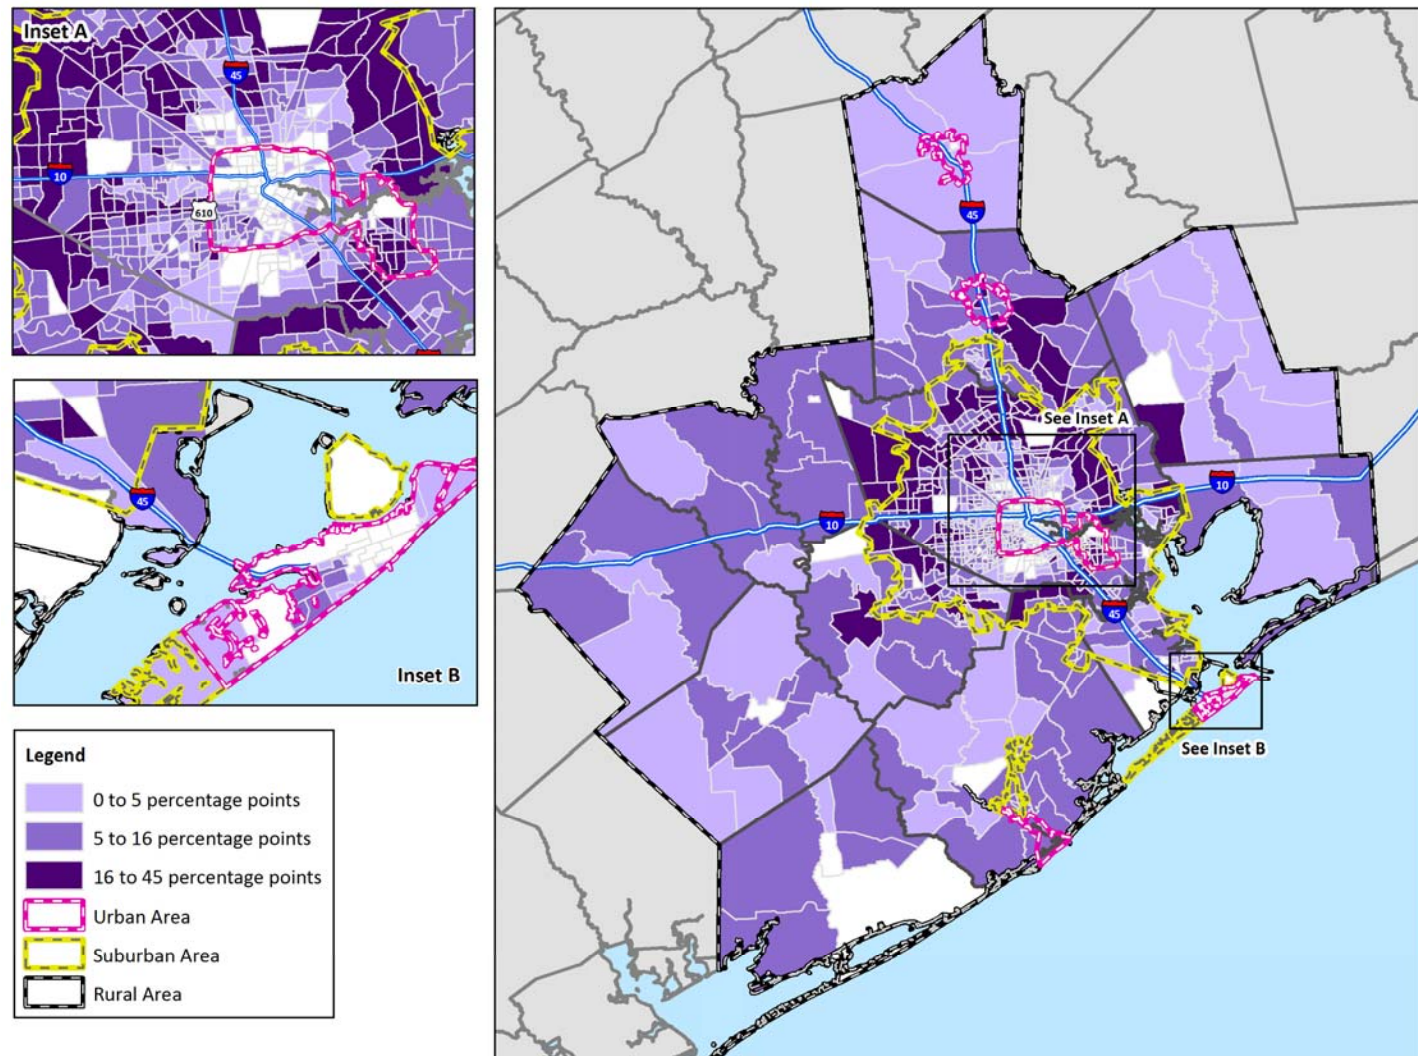 Inset A
45
10
610
45
Inset B
Legend
0 to 5 percentage points
5 to 16 percentage points
16 to 45 percentage points
Urban Area
Suburban Area
Rural Area
45
See Inset A
10
10
45
See Inset B